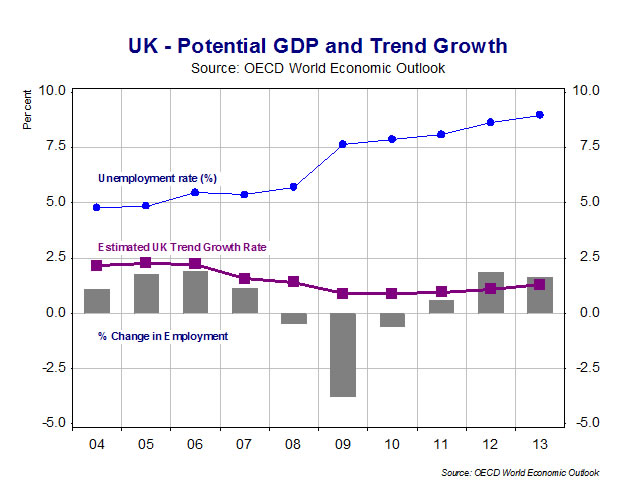 UK - Potential GDP and Trend Growth
Source: OECD World Economic Outlook
10.0 10.0
Per cent
7.5 7.5
Unemployment rate (%)
5.0 5.0
Estimated UK Trend Growth Rate
2.5 2.5
0.0 0.0
% Change in Employment
-2.5 -2.5
-5.0 -5.0
04 05 06 07 08 09 10 11 12 13
Source: OECD World Economic Outlook